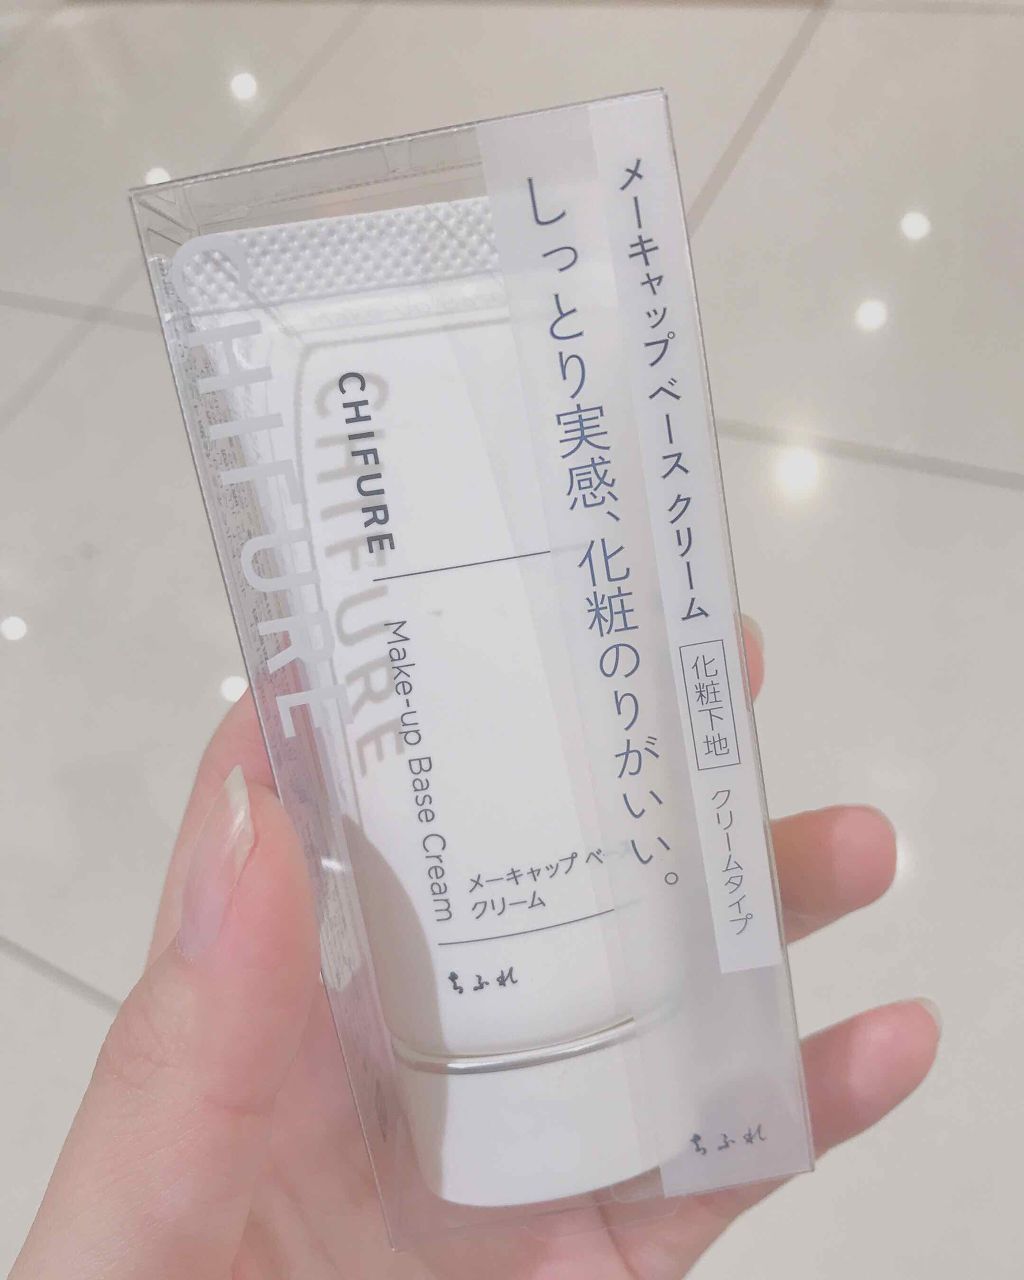 メーキャップ ベース クリーム 化粧下地 クリームタイプ
しっとり実感、化粧のりがいい。
CHIFURE
CHIFURE
Make-up Base Cream
メーキャップ ベ
クリーム
ちふれ
ちふれ